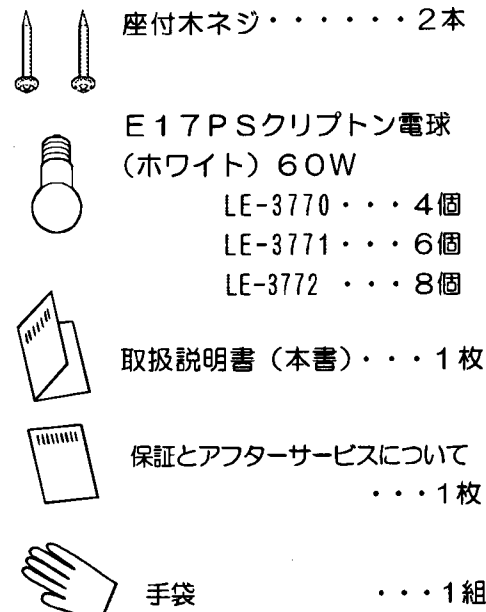 座付木ネジ・・・・・・２本
Ｅ１７ＰＳクリプトン電球
（ホワイト）６０Ｗ
LE-3770・・・４個
LE-3771・・・６個
LE-3772 ・・・８個
取扱説明書（本書）・・・１枚
保証とアフターサービスについて
・・・１枚
手袋 ・・・１組